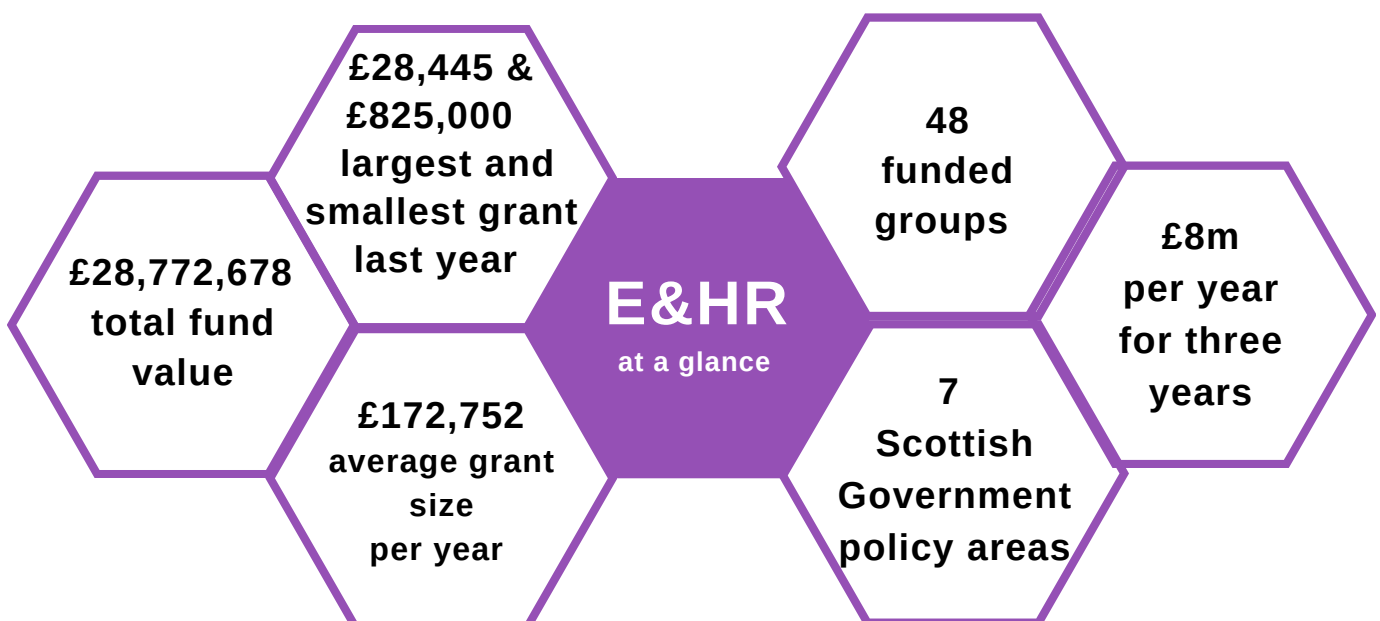 £28,772,678
total fund
value
£28,445 &
£825,000
largest and
smallest grant
last year
£172,752
average grant
size
per year
E&HR
at a glance
48
funded
groups
7
Scottish
Government
policy areas
£8m
per year
for three
years